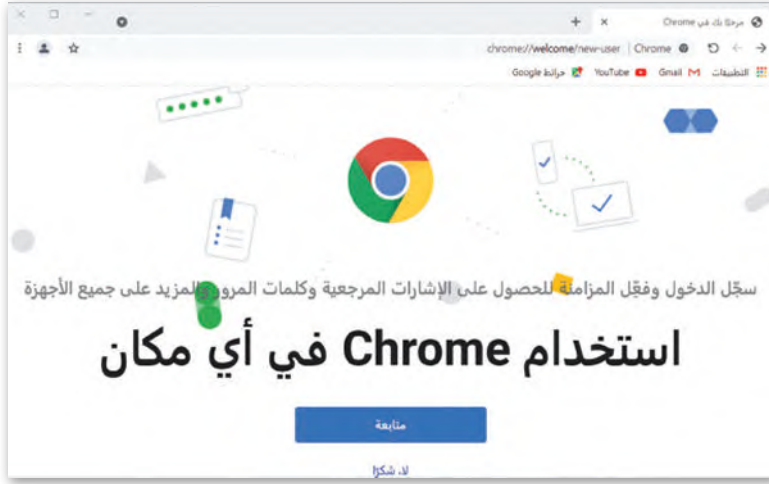 مرحبًا بك في Chrome
Chrome | chrome://welcome/new-user
التطبيقات Gmail YouTube خرائط Google
سجّل الدخول وفعّل المزامنة للحصول على الإشارات المرجعية وكلمات المرور والمزيد على جميع الأجهزة
استخدام Chrome في أي مكان
متابعة
لا، شكرًا